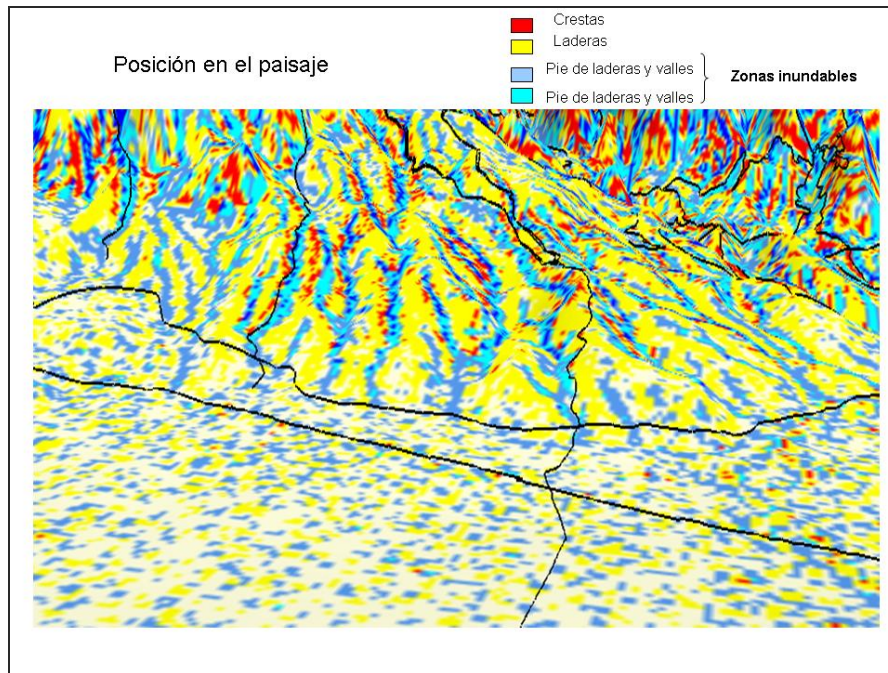 Posición en el paisaje
Crestas
Laderas
Pie de laderas y valles
Pie de laderas y valles
Zonas inundables